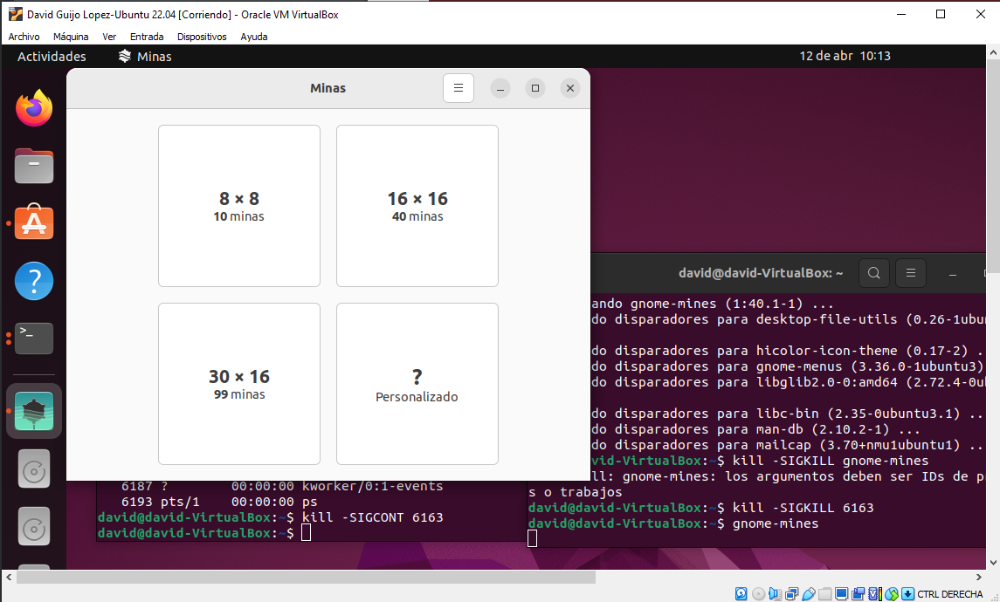 David Guijo Lopez-Ubuntu 22.04 [Corriendo] - Oracle VM VirtualBox
Archivo Máquina Ver Entrada Dispositivos Ayuda
Actividades Minas 12 de abr 10:13
Minas
8 × 8
10 minas
16 × 16
40 minas
30 × 16
99 minas
?
Personalizado
david@david-VirtualBox: ~
ando gnome-mines (1:40.1-1) ...
do disparadores para desktop-file-utils (0.26-1ubun
do disparadores para hicolor-icon-theme (0.17-2) ..
do disparadores para gnome-menus (3.36.0-1ubuntu3)
do disparadores para libglib2.0-0:amd64 (2.72.4-0ub
do disparadores para libc-bin (2.35-0ubuntu3.1) ...
do disparadores para man-db (2.10.2-1) ...
do disparadores para mailcap (3.70+nmu1ubuntu1) ...
vid-VirtualBox:~$ kill -SIGKILL gnome-mines
ll: gnome-mines: los argumentos deben ser IDs de pr
s o trabajos
david@david-VirtualBox:~$ kill -SIGKILL 6163
david@david-VirtualBox:~$ gnome-mines
6187 ? 00:00:00 kworker/0:1-events
6193 pts/1 00:00:00 ps
david@david-VirtualBox:~$ kill -SIGCONT 6163
david@david-VirtualBox:~$
CTRL DERECHA